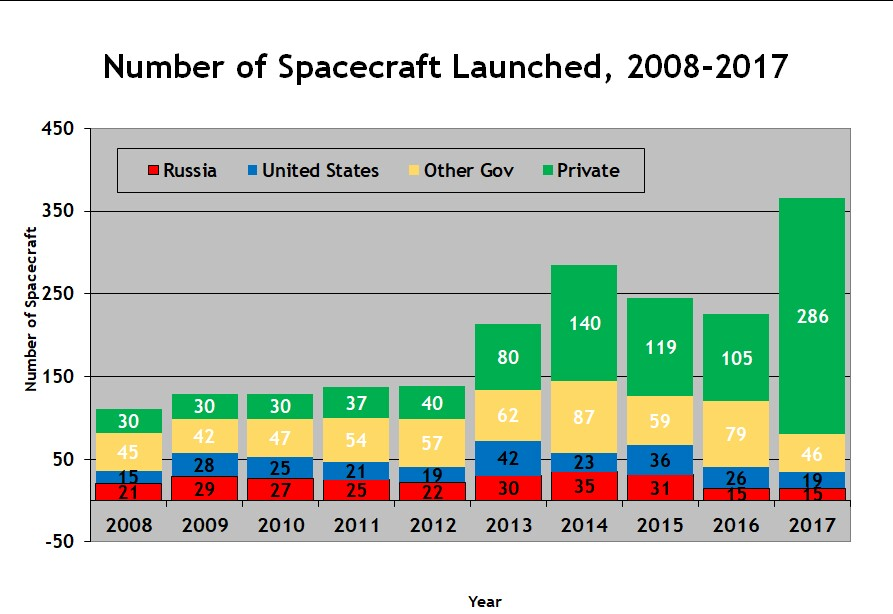 Number of Spacecraft Launched, 2008-2017
450
350
250
150
50
-50
Number of Spacecraft
Russia United States Other Gov Private
30 30 30 37 40 80 140 119 105 286
45 42 47 54 57 62 87 59 79 46
15 28 25 21 19 42 23 36 26 19
21 29 27 25 22 30 35 31 15 15
2008 2009 2010 2011 2012 2013 2014 2015 2016 2017
Year